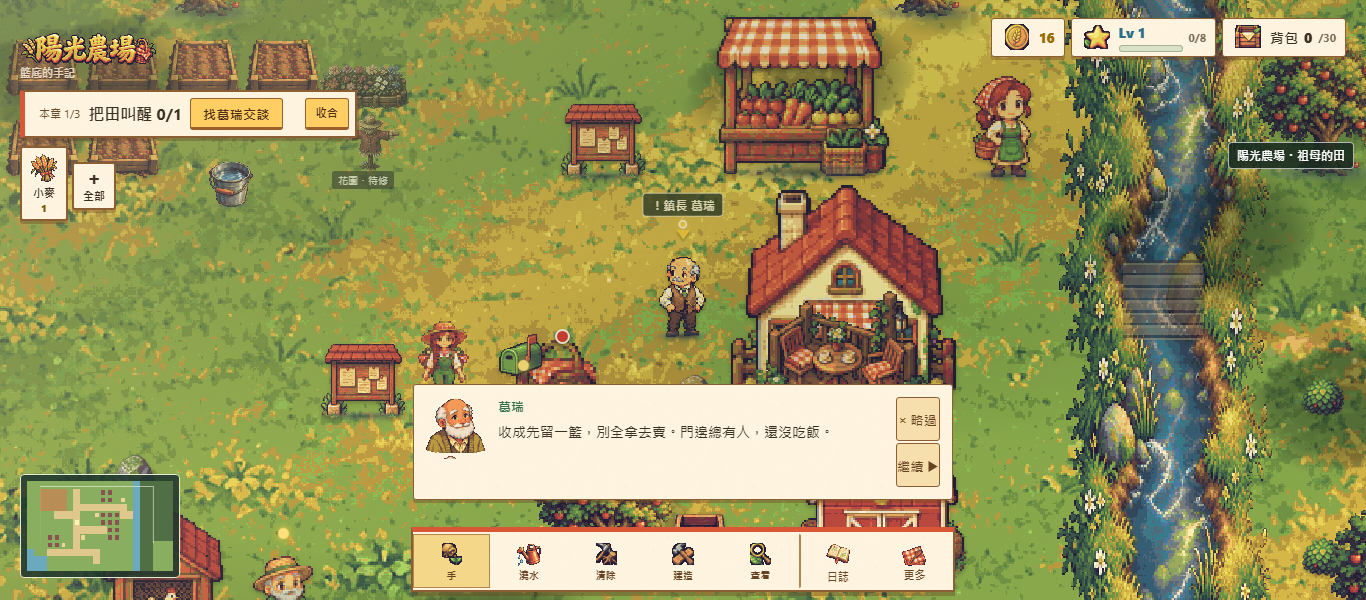 陽光農場
籃底的手記
本章 1/3 把田叫醒 0/1 找葛瑞交談 收合
小麥
1
+
全部
花圃·待修
! 鎮長 葛瑞
16
Lv 1 0/8
背包 0 /30
陽光農場·祖母的田
葛瑞
收成先留一籃，別全拿去賣。門邊總有人，還沒吃飯。
× 略過
繼續 ▶
手
澆水
清除
建造
查看
日誌
更多